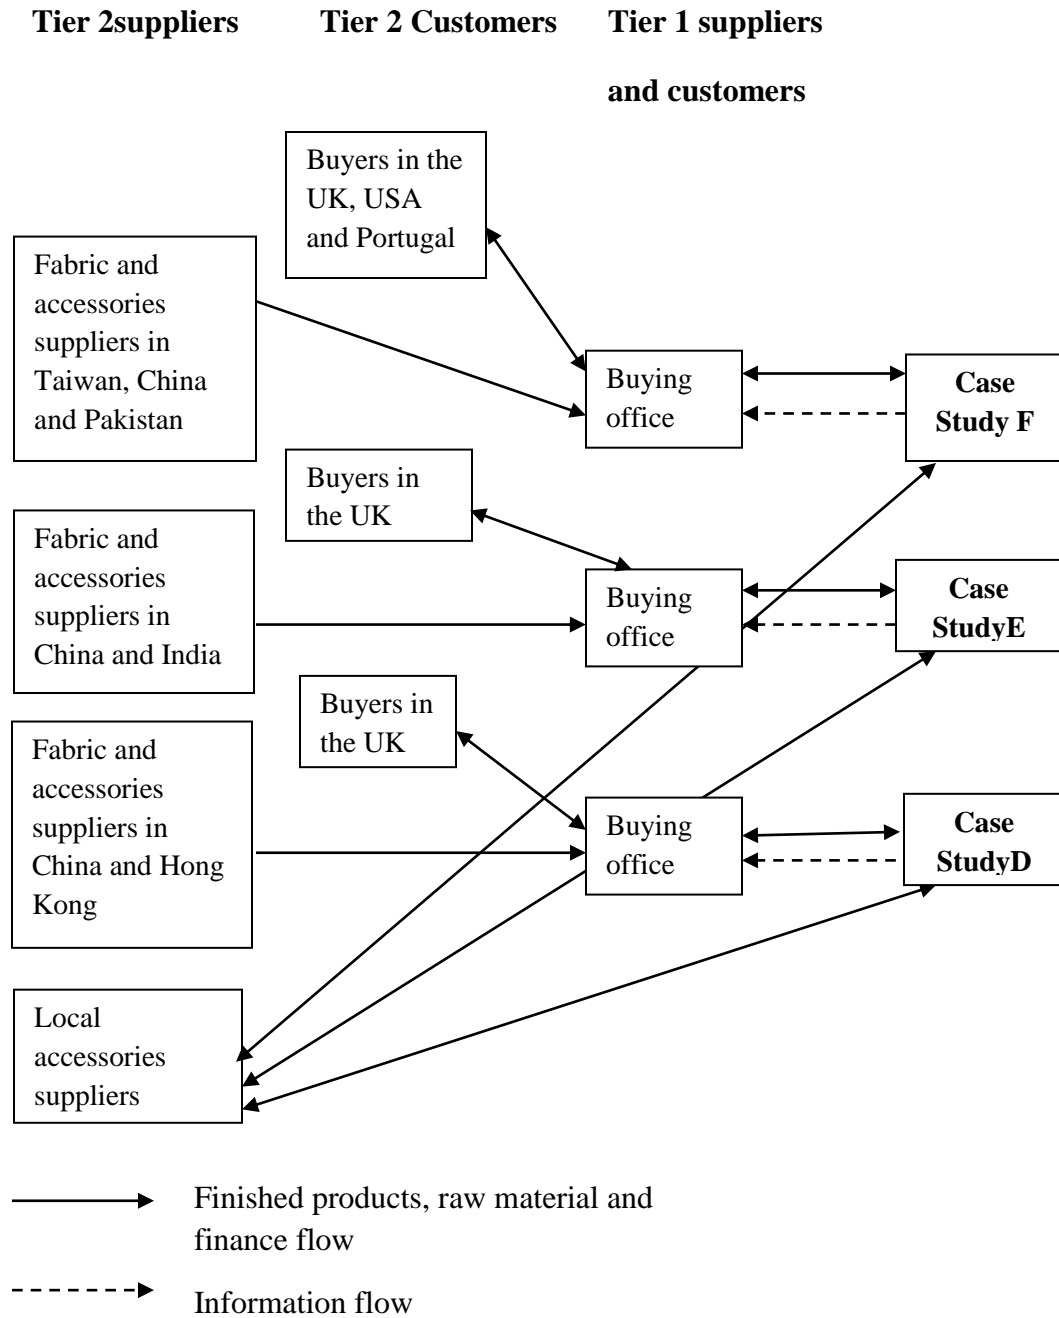 Tier 2suppliers
Tier 2 Customers
Tier 1 suppliers
and customers
Buyers in the
UK, USA
and Portugal
Fabric and
accessories
suppliers in
Taiwan, China
and Pakistan
Buying
office
Case
Study F
Buyers in
the UK
Fabric and
accessories
suppliers in
China and India
Buying
office
Case
StudyE
Buyers in
the UK
Fabric and
accessories
suppliers in
China and Hong
Kong
Buying
office
Case
StudyD
Local
accessories
suppliers
Finished products, raw material and
finance flow
Information flow